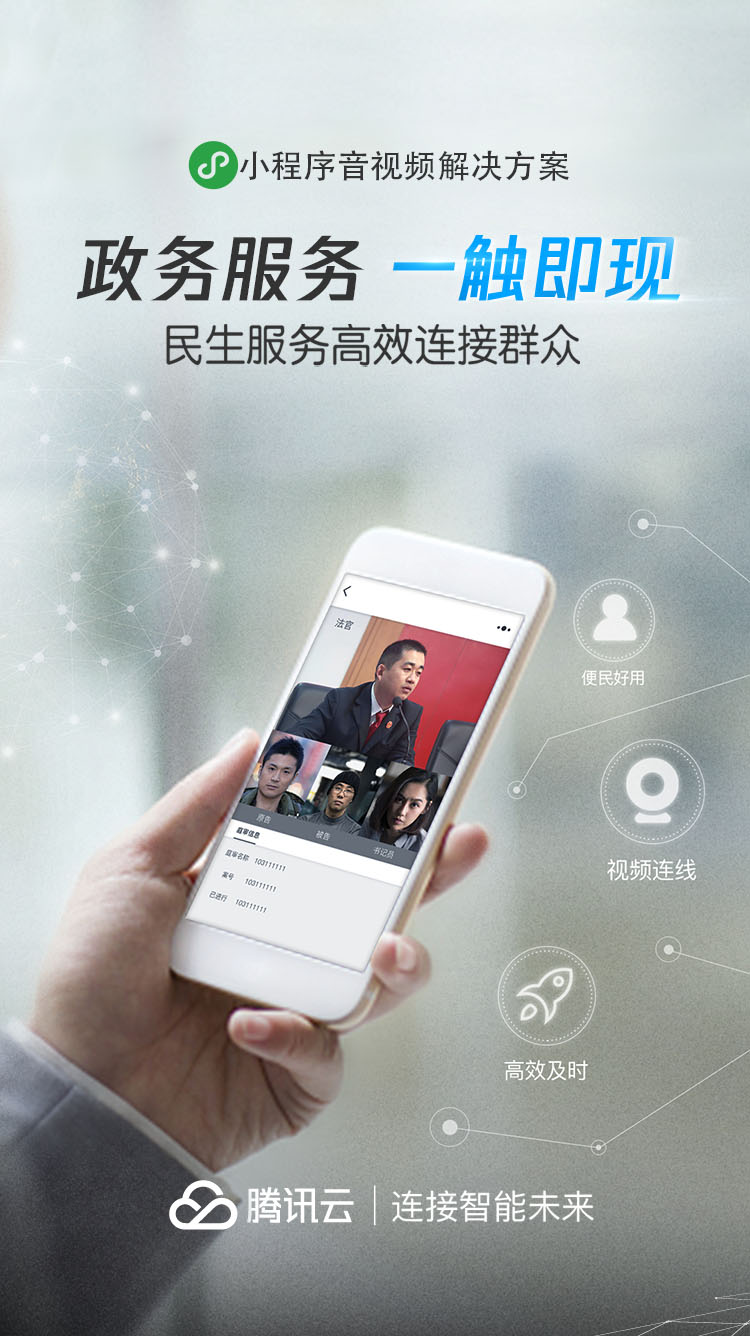 小程序音视频解决方案
政务服务 一触即现
民生服务高效连接群众
法官
原告
被告
书记员
庭审信息
庭审名称 103111111
案号 103111111
已进行 103111111
便民好用
视频连线
高效及时
腾讯云 | 连接智能未来